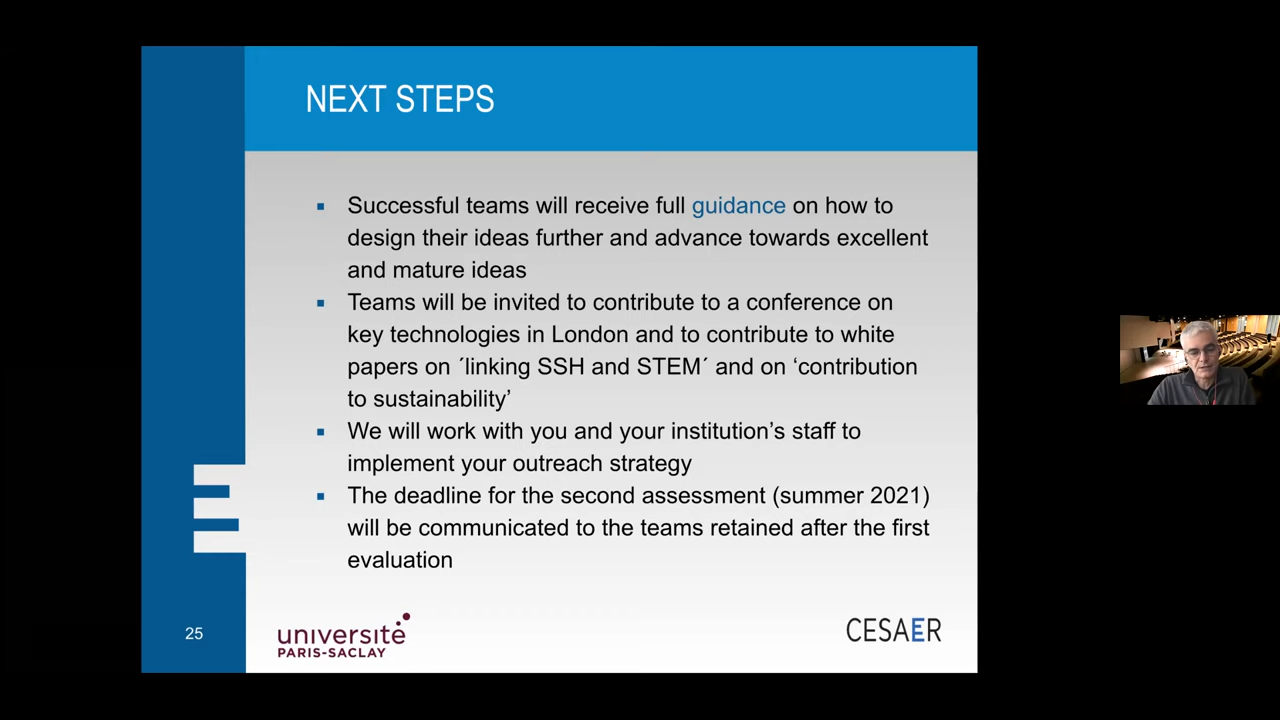 NEXT STEPS
▪ Successful teams will receive full guidance on how to
design their ideas further and advance towards excellent
and mature ideas
▪ Teams will be invited to contribute to a conference on
key technologies in London and to contribute to white
papers on ´linking SSH and STEM´ and on ‘contribution
to sustainability’
▪ We will work with you and your institution’s staff to
implement your outreach strategy
▪ The deadline for the second assessment (summer 2021)
will be communicated to the teams retained after the first
evaluation
25
université
PARIS-SACLAY
CESAER